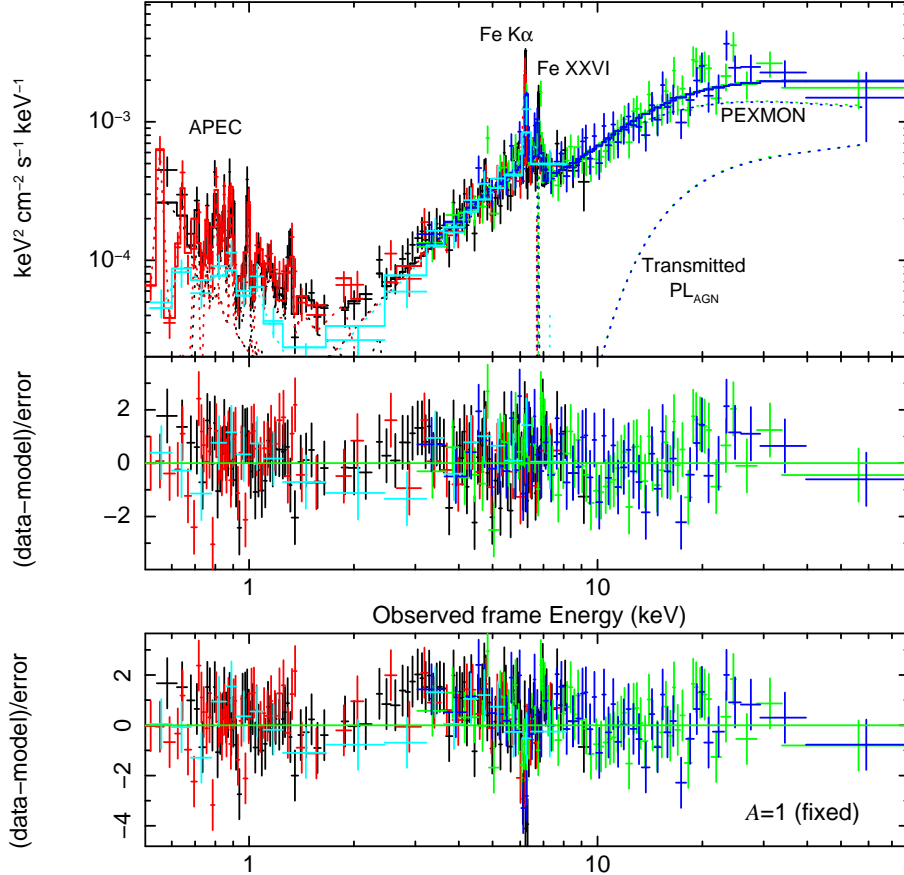 Fe Kα
Fe XXVI
APEC
PEXMON
Transmitted
PL_AGN
keV² cm⁻² s⁻¹ keV⁻¹
10⁻³
10⁻⁴
(data−model)/error
2
0
−2
1
10
Observed frame Energy (keV)
(data−model)/error
2
0
−2
−4
A=1 (fixed)
1
10